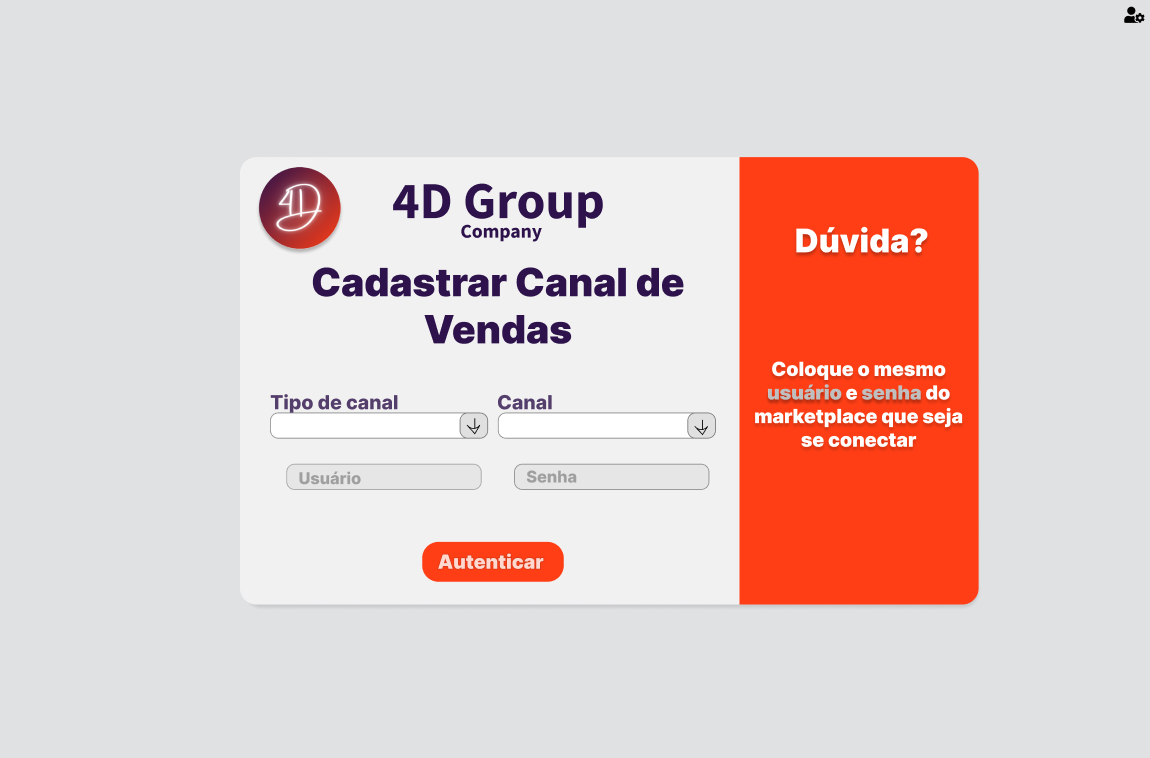 4D
4D Group
Company
Cadastrar Canal de
Vendas
Tipo de canal
Canal
Usuário
Senha
Autenticar
Dúvida?
Coloque o mesmo
usuário e senha do
marketplace que seja
se conectar